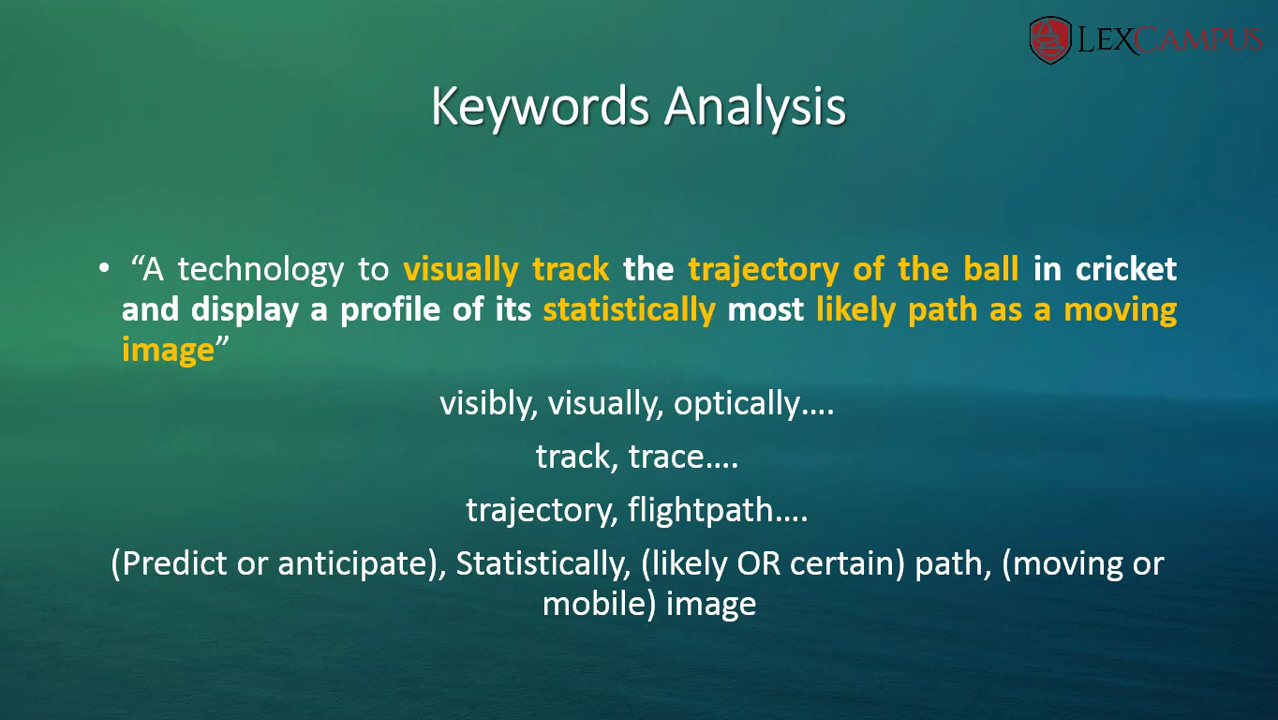 LEXCAMPUS
Keywords Analysis
• “A technology to visually track the trajectory of the ball in cricket
and display a profile of its statistically most likely path as a moving
image”
visibly, visually, optically....
track, trace....
trajectory, flightpath....
(Predict or anticipate), Statistically, (likely OR certain) path, (moving or
mobile) image